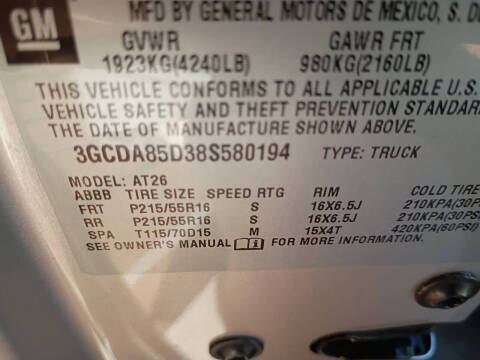 GM
MFD BY GENERAL MOTORS DE MEXICO, S. D
GVWR GAWR FRT
1923KG(4240LB) 980KG(2160LB)
THIS VEHICLE CONFORMS TO ALL APPLICABLE U.S.
VEHICLE SAFETY AND THEFT PREVENTION STANDAR
THE DATE OF MANUFACTURE SHOWN ABOVE.
3GCDA85D38S580194 TYPE: TRUCK
MODEL: AT26
ABBB TIRE SIZE SPEED RTG RIM COLD TIRE
FRT P215/55R16 S 16X6.5J 210KPA(30P
RR P215/55R16 S 16X6.5J 210KPA(30PS
SPA T115/70D15 M 15X4T 420KPA(60PSI)
SEE OWNER'S MANUAL FOR MORE INFORMATION.